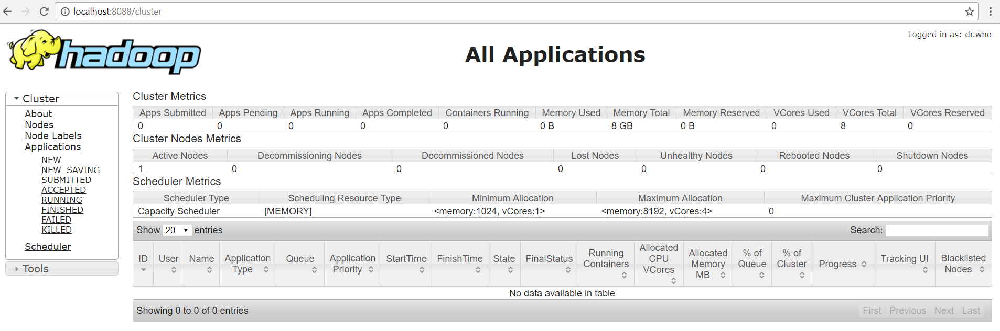 localhost:8088/cluster
hadoop
All Applications
Logged in as: dr.who
Cluster
About
Nodes
Node Labels
Applications
NEW
NEW_SAVING
SUBMITTED
ACCEPTED
RUNNING
FINISHED
FAILED
KILLED
Scheduler
Tools
Cluster Metrics
Apps Submitted Apps Pending Apps Running Apps Completed Containers Running Memory Used Memory Total Memory Reserved VCores Used VCores Total VCores Reserved
0 0 0 0 0 0 B 8 GB 0 B 0 8 0
Cluster Nodes Metrics
Active Nodes Decommissioning Nodes Decommissioned Nodes Lost Nodes Unhealthy Nodes Rebooted Nodes Shutdown Nodes
1 0 0 0 0 0 0
Scheduler Metrics
Scheduler Type Scheduling Resource Type Minimum Allocation Maximum Allocation Maximum Cluster Application Priority
Capacity Scheduler [MEMORY] <memory:1024, vCores:1> <memory:8192, vCores:4> 0
Show 20 entries Search:
ID User Name Application Type Queue Application Priority StartTime FinishTime State FinalStatus Running Containers Allocated CPU VCores Allocated Memory MB % of Queue % of Cluster Progress Tracking UI Blacklisted Nodes
No data available in table
Showing 0 to 0 of 0 entries First Previous Next Last